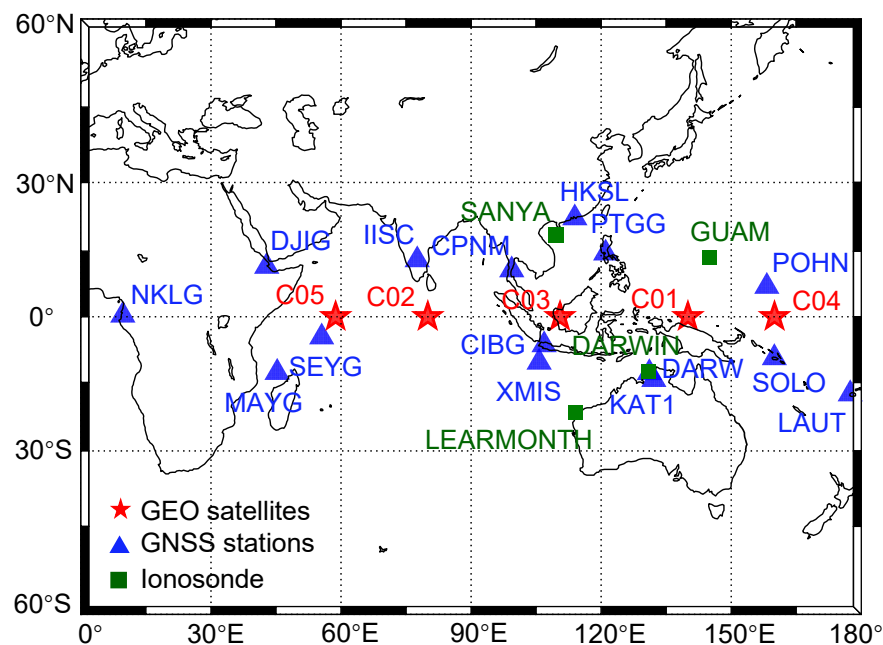 60°N
HKSL
SANYA
PTGG
30°N
GUAM
DJIG
IISC
CPNM
POHN
NKLG
C05
C02
C03
C01
C04
0°
CIBG
DARWIN
SEYG
DARW
MAYG
XMIS
KAT1
SOLO
LAUT
LEARMONTH
30°S
GEO satellites
GNSS stations
Ionosonde
60°S
0° 30°E 60°E 90°E 120°E 150°E 180°